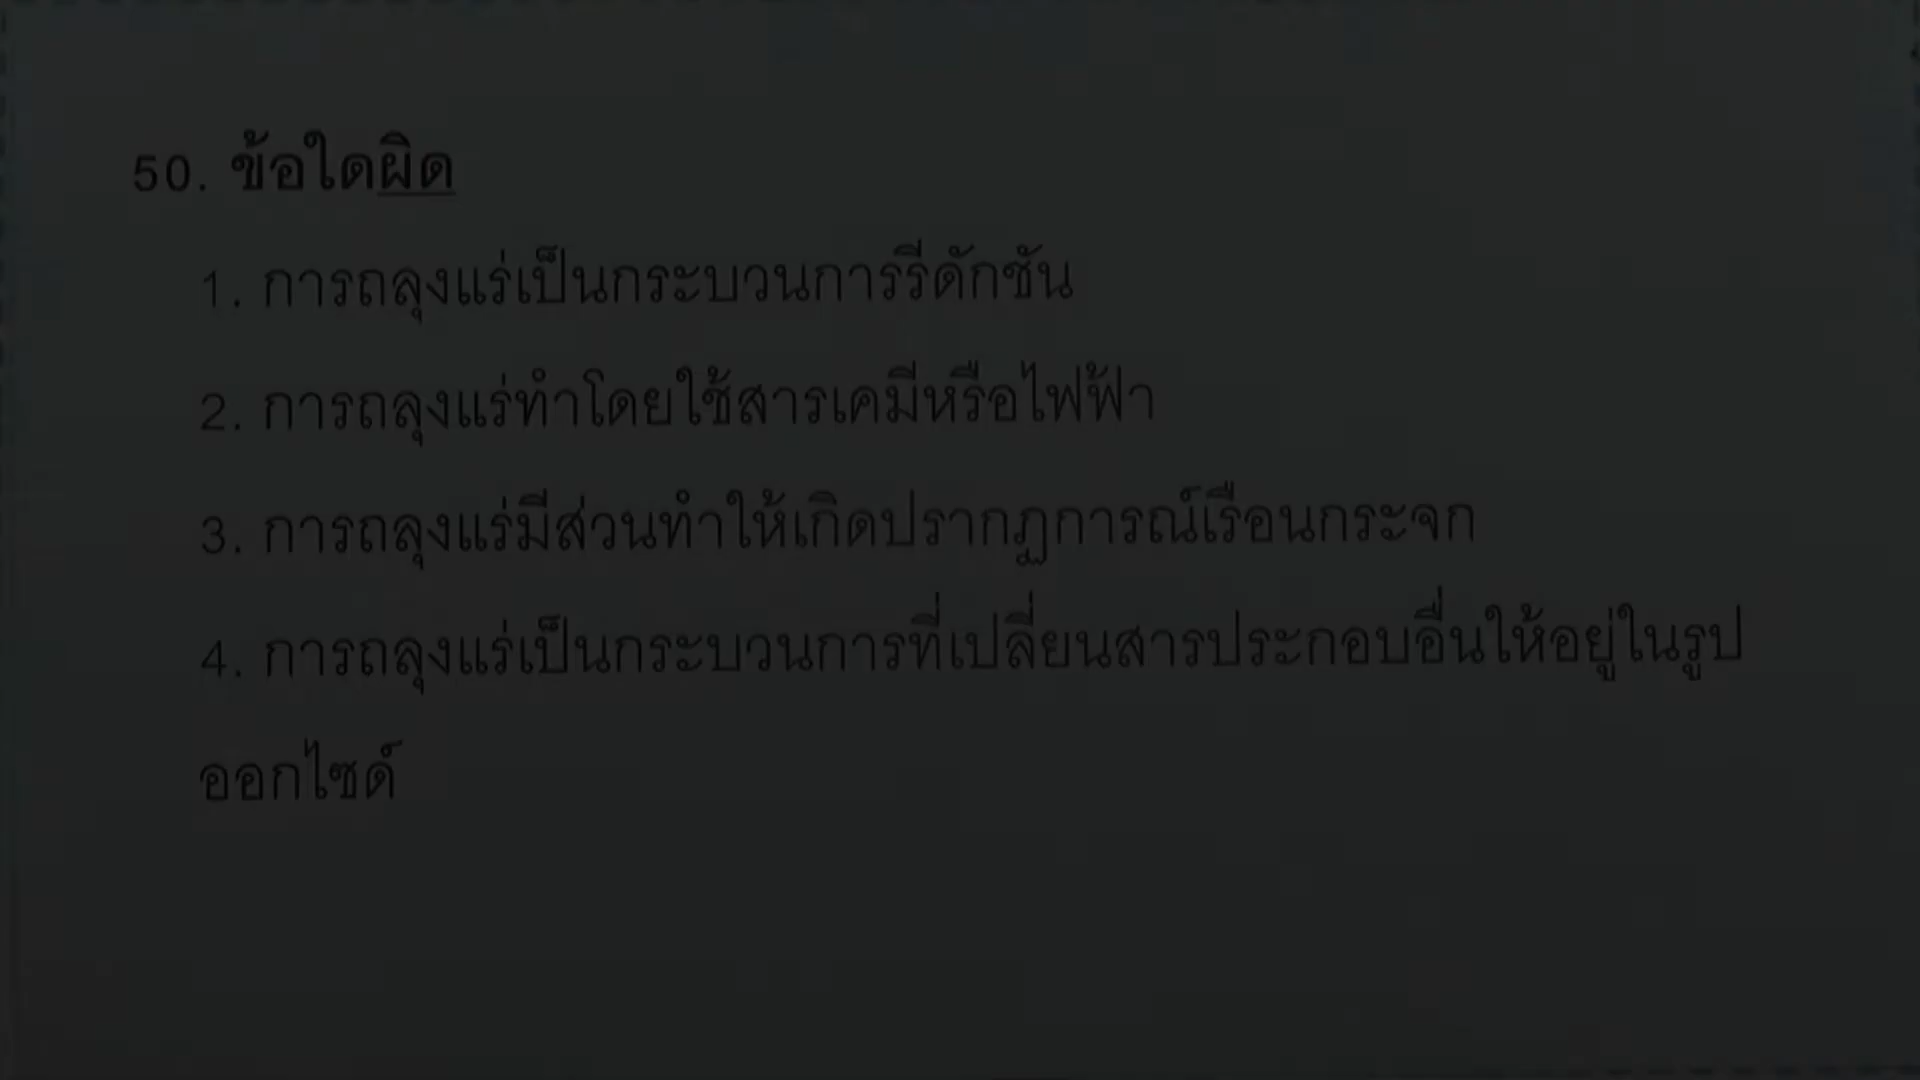 50. ข้อใดผิด
1. การถลุงแร่เป็นกระบวนการรีดักชัน
2. การถลุงแร่ทำโดยใช้สารเคมีหรือไฟฟ้า
3. การถลุงแร่มีส่วนทำให้เกิดปรากฏการณ์เรือนกระจก
4. การถลุงแร่เป็นกระบวนการที่เปลี่ยนสารประกอบอื่นให้อยู่ในรูป
ออกไซด์